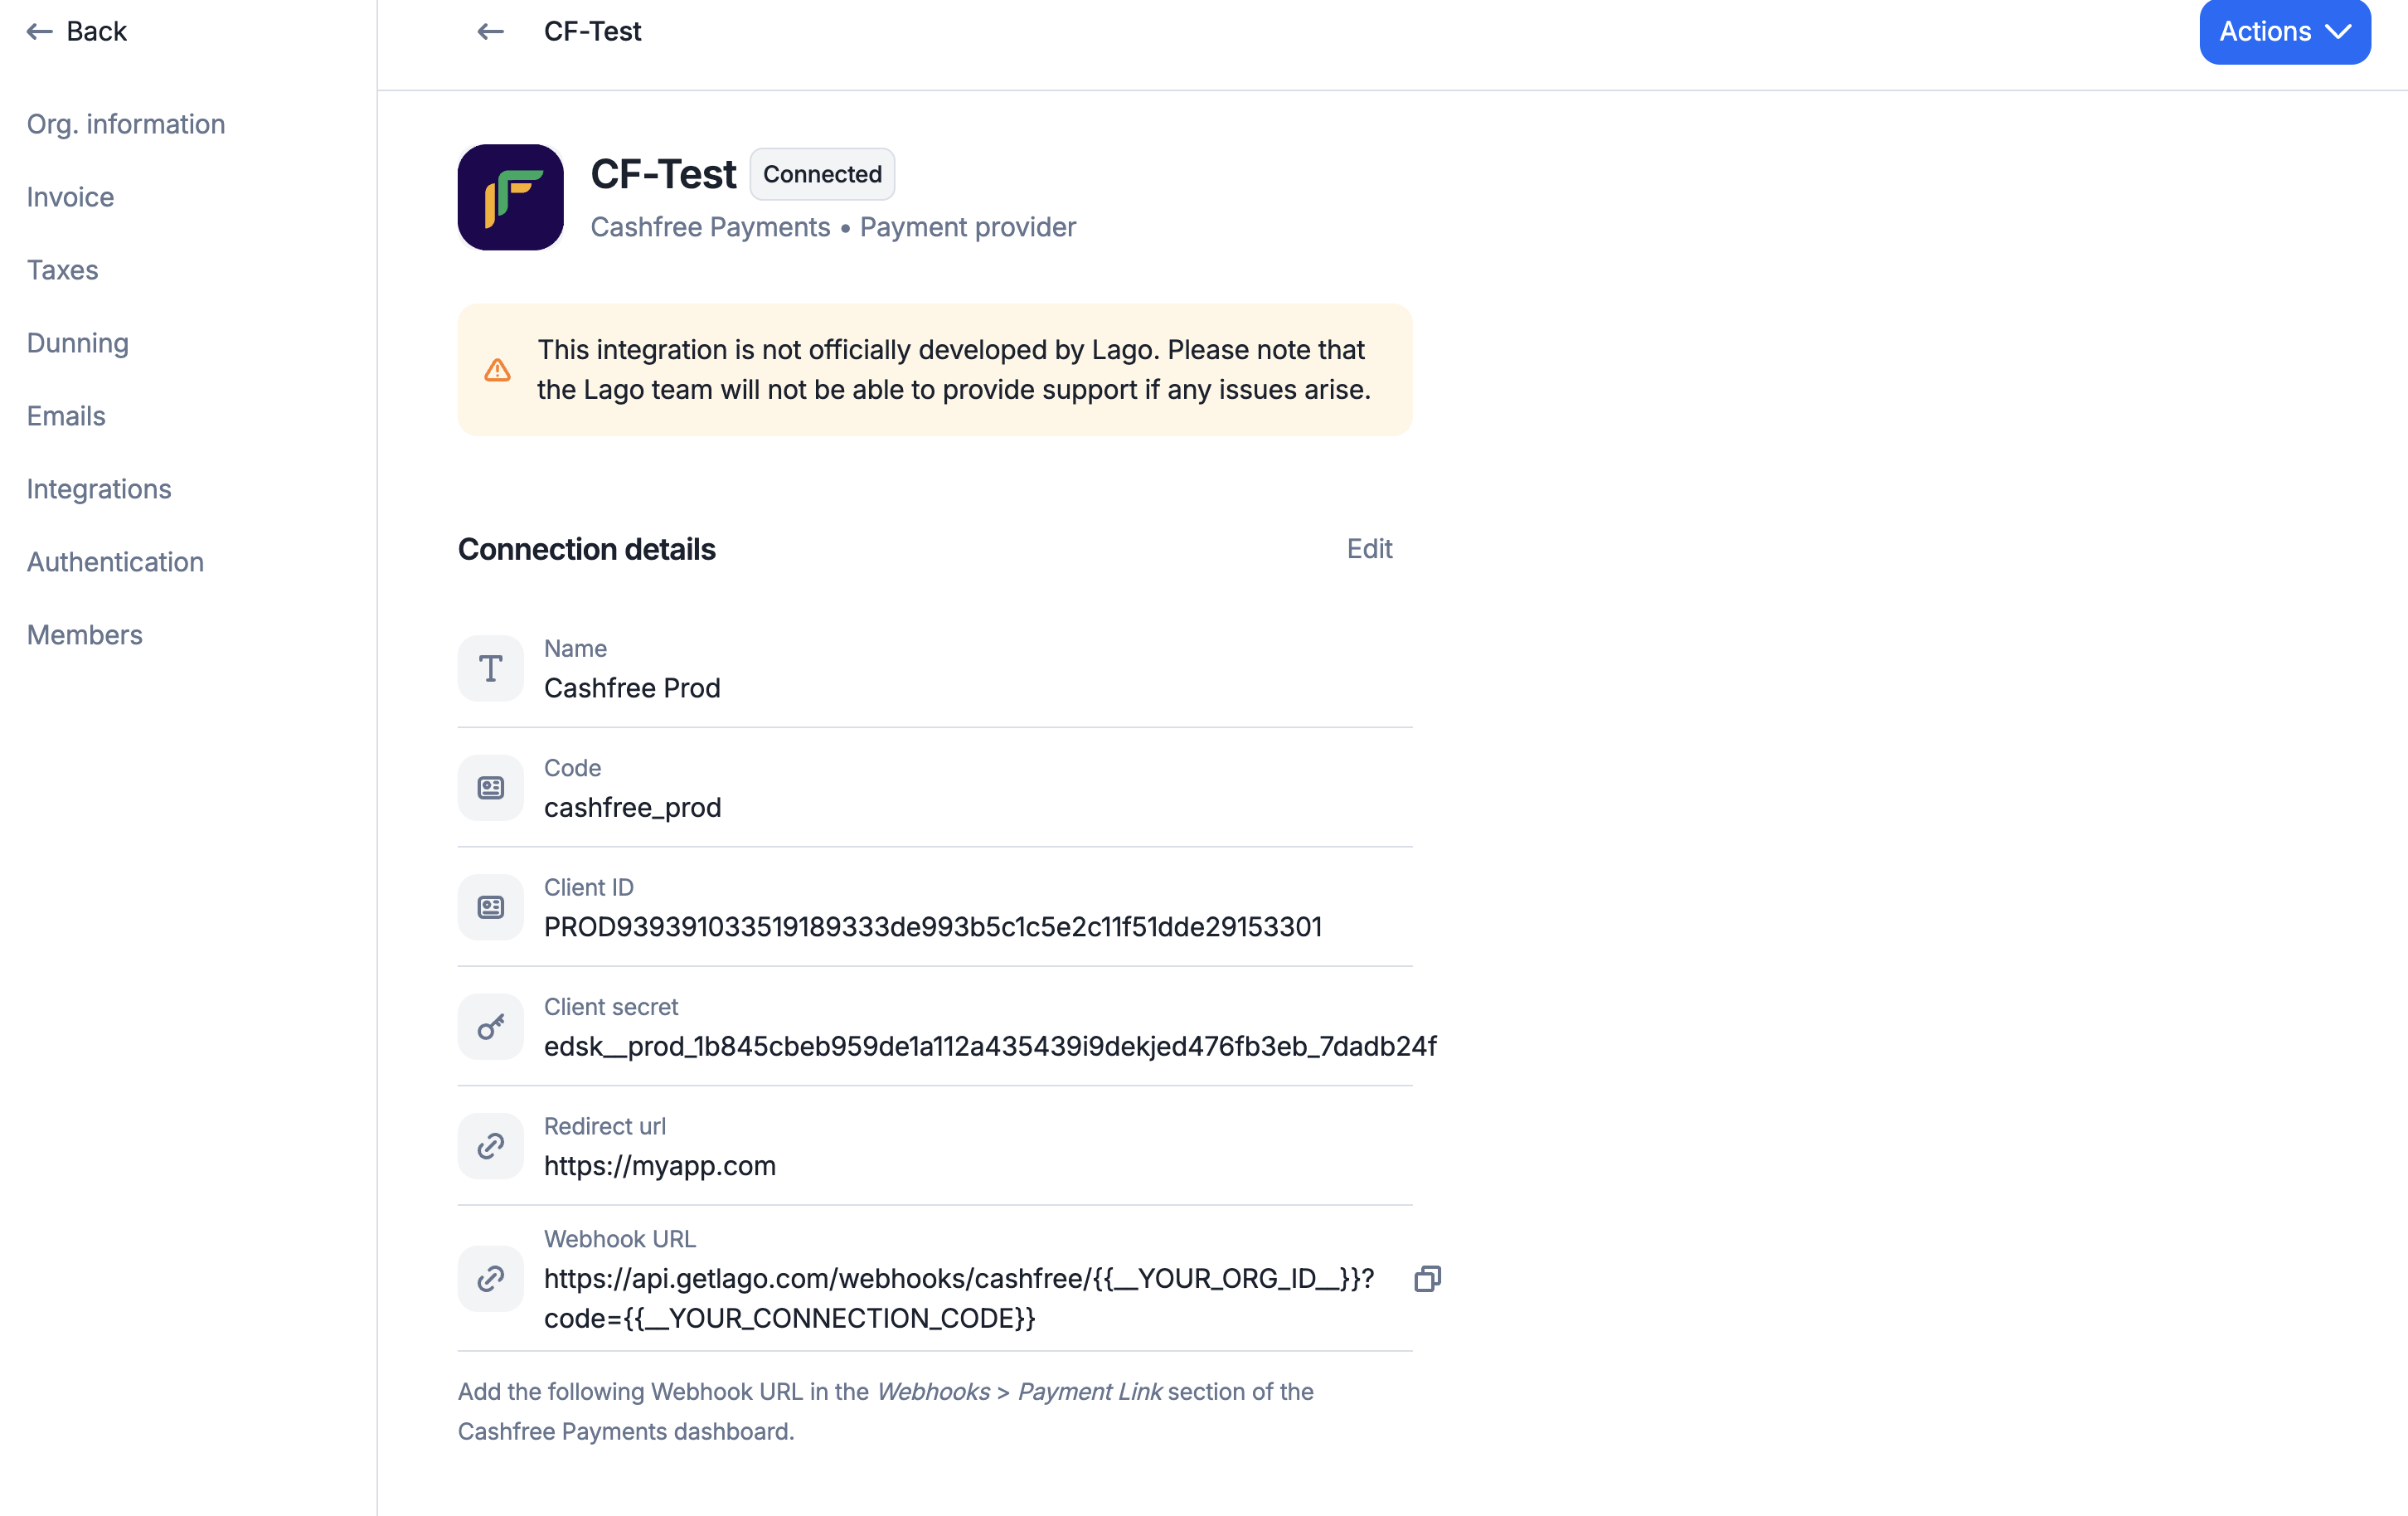 Back
Org. information
Invoice
Taxes
Dunning
Emails
Integrations
Authentication
Members
CF-Test
Actions
CF-Test Connected
Cashfree Payments • Payment provider
This integration is not officially developed by Lago. Please note that
the Lago team will not be able to provide support if any issues arise.
Connection details Edit
Name
Cashfree Prod
Code
cashfree_prod
Client ID
PROD939391033519189333de993b5c1c5e2c11f51dde29153301
Client secret
edsk__prod_1b845cbeb959de1a112a435439i9dekjed476fb3eb_7dadb24f
Redirect url
https://myapp.com
Webhook URL
https://api.getlago.com/webhooks/cashfree/{{__YOUR_ORG_ID__}}?
code={{__YOUR_CONNECTION_CODE}}
Add the following Webhook URL in the Webhooks > Payment Link section of the
Cashfree Payments dashboard.